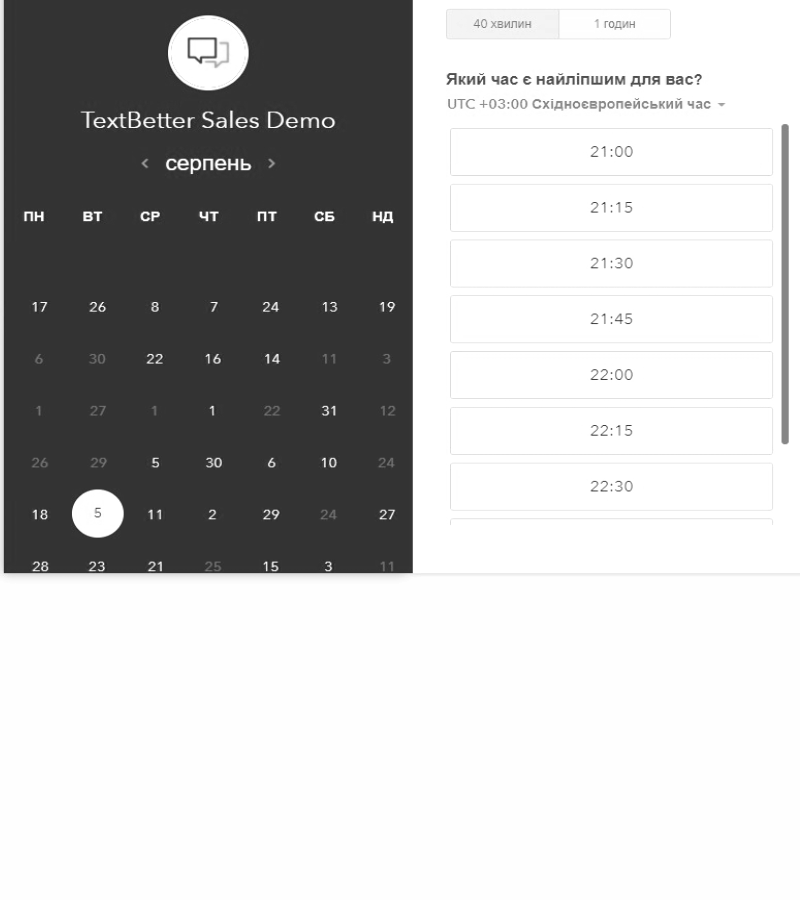 TextBetter Sales Demo
серпень
ПН ВТ СР ЧТ ПТ СБ НД
17 26 8 7 24 13 19
6 30 22 16 14 11 3
1 27 1 1 22 31 12
26 29 5 30 6 10 24
18 5 11 2 29 24 27
28 23 21 25 15 3 11
40 хвилин 1 годин
Який час є найліпшим для вас?
UTC +03:00 Східноєвропейський час
21:00
21:15
21:30
21:45
22:00
22:15
22:30